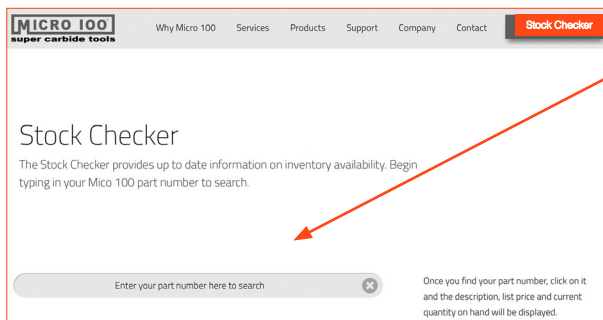 MICRO 100
super carbide tools
Why Micro 100 Services Products Support Company Contact Stock Checker
Stock Checker
The Stock Checker provides up to date information on inventory availability. Begin
typing in your Mico 100 part number to search.
Enter your part number here to search
Once you find your part number, click on it
and the description, list price and current
quantity on hand will be displayed.